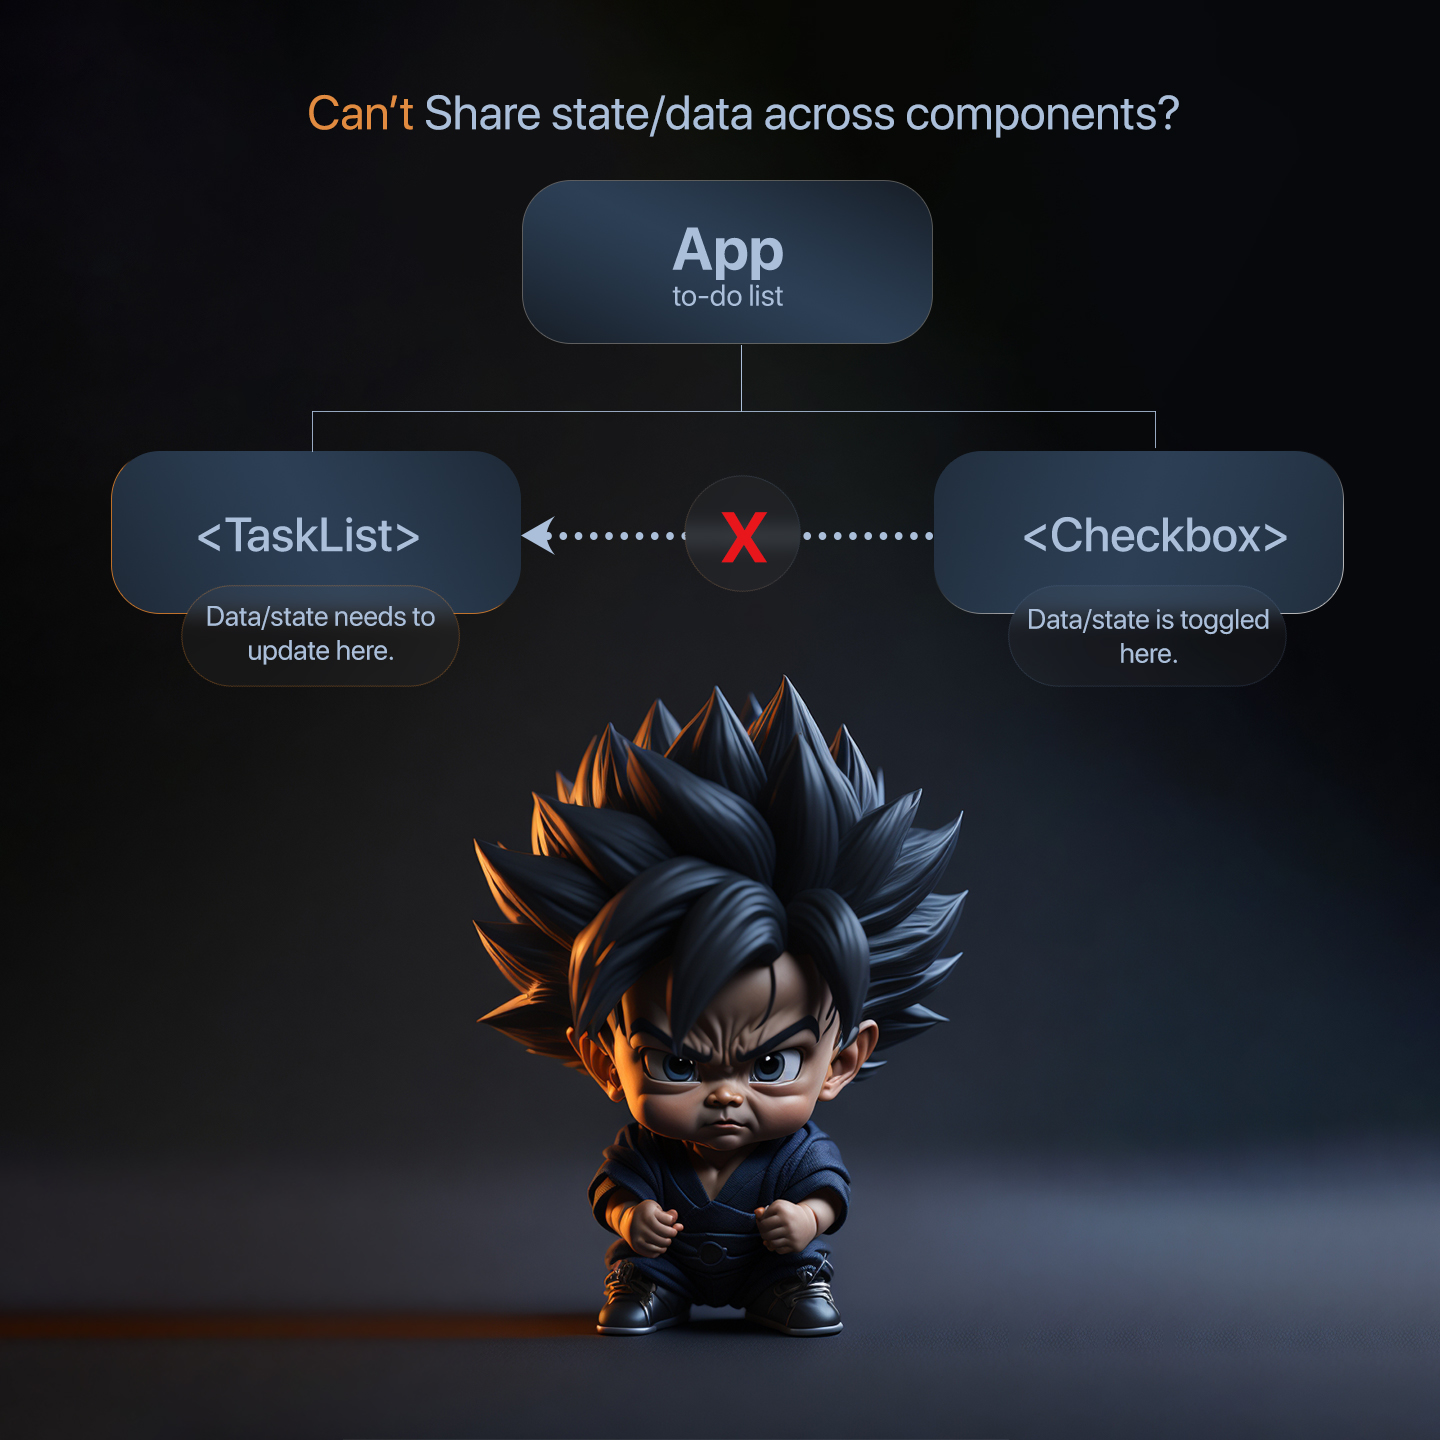 Can’t Share state/data across components?
App
to-do list
<TaskList>
X
<Checkbox>
Data/state needs to
update here.
Data/state is toggled
here.